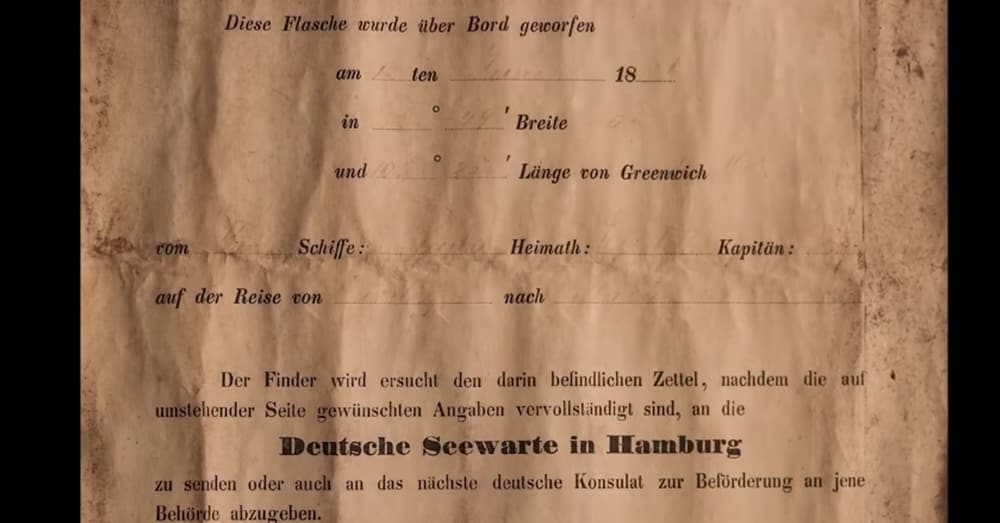 Diese Flasche wurde über Bord geworfen
am ten 18
in ° ' Breite
und ° ' Länge von Greenwich
vom Schiffe: Heimath: Kapitän:
auf der Reise von nach
Der Finder wird ersucht den darin befindlichen Zettel, nachdem die auf
umstehender Seite gewünschten Angaben vervollständigt sind, an die
Deutsche Seewarte in Hamburg
zu senden oder auch an das nächste deutsche Konsulat zur Beförderung an jene
Behörde abzugeben.